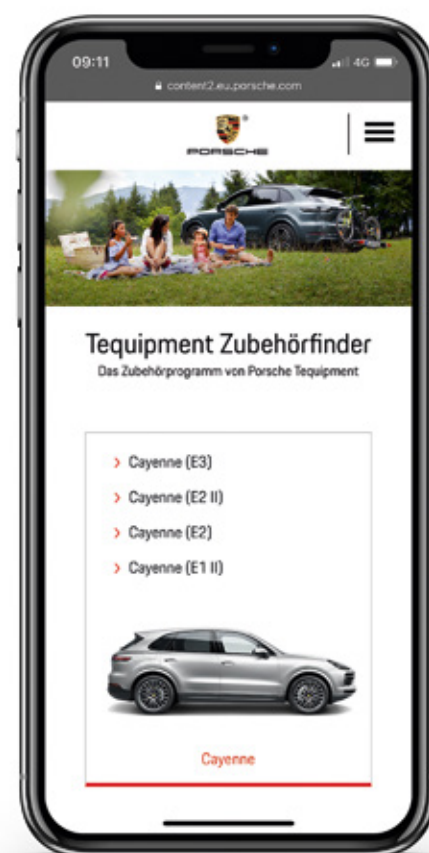 09:11
4G
content2.eu.porsche.com
PORSCHE
Tequipment Zubehörfinder
Das Zubehörprogramm von Porsche Tequipment
Cayenne (E3)
Cayenne (E2 II)
Cayenne (E2)
Cayenne (E1 II)
Cayenne